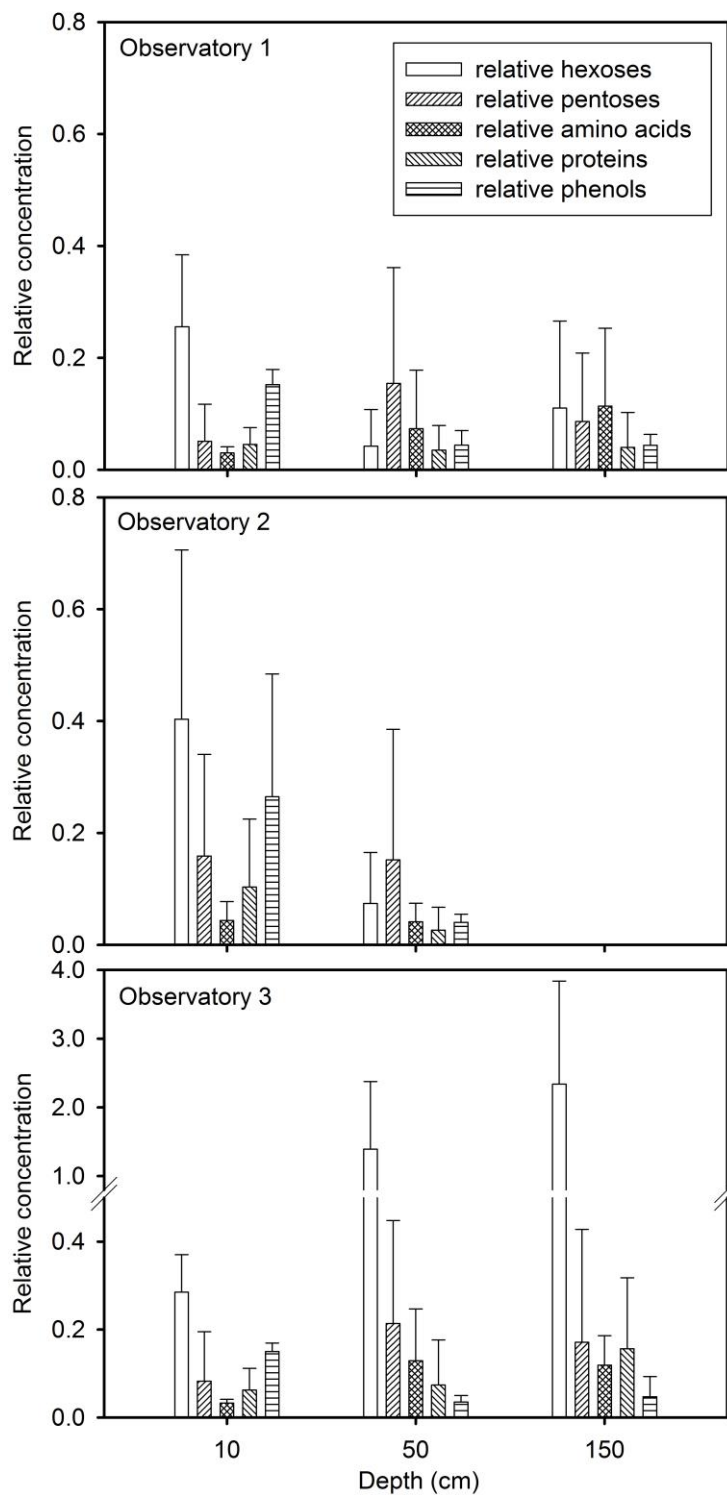 Observatory 1
relative hexoses
relative pentoses
relative amino acids
relative proteins
relative phenols
Relative concentration
0.8
0.6
0.4
0.2
0.0
Observatory 2
Relative concentration
0.8
0.6
0.4
0.2
0.0
Observatory 3
Relative concentration
4.0
3.0
2.0
1.0
0.4
0.2
0.0
10 50 150
Depth (cm)